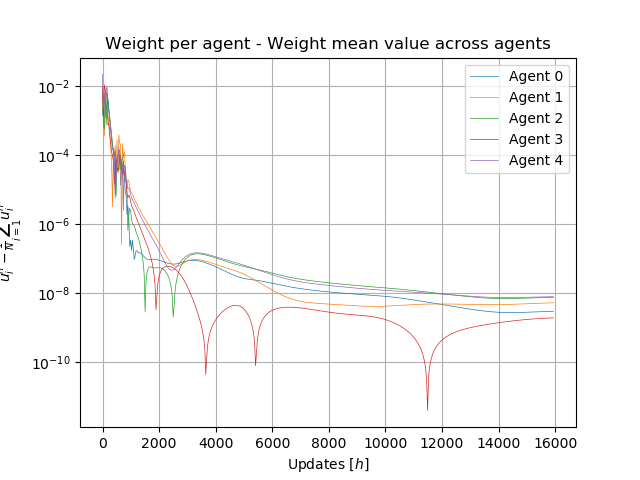 Weight per agent - Weight mean value across agents
Agent 0
Agent 1
Agent 2
Agent 3
Agent 4
10⁻²
10⁻⁴
10⁻⁶
10⁻⁸
10⁻¹⁰
0 2000 4000 6000 8000 10000 12000 14000 16000
Updates [h]